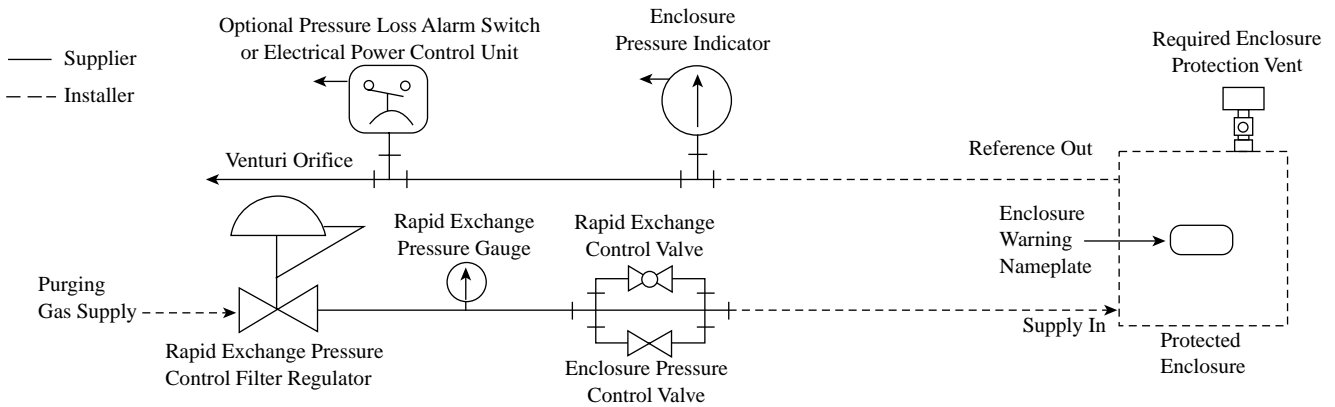 Supplier
Installer
Optional Pressure Loss Alarm Switch
or Electrical Power Control Unit
Enclosure
Pressure Indicator
Required Enclosure
Protection Vent
Venturi Orifice
Reference Out
Rapid Exchange
Pressure Gauge
Rapid Exchange
Control Valve
Enclosure
Warning
Nameplate
Purging
Gas Supply
Supply In
Rapid Exchange Pressure
Control Filter Regulator
Enclosure Pressure
Control Valve
Protected
Enclosure